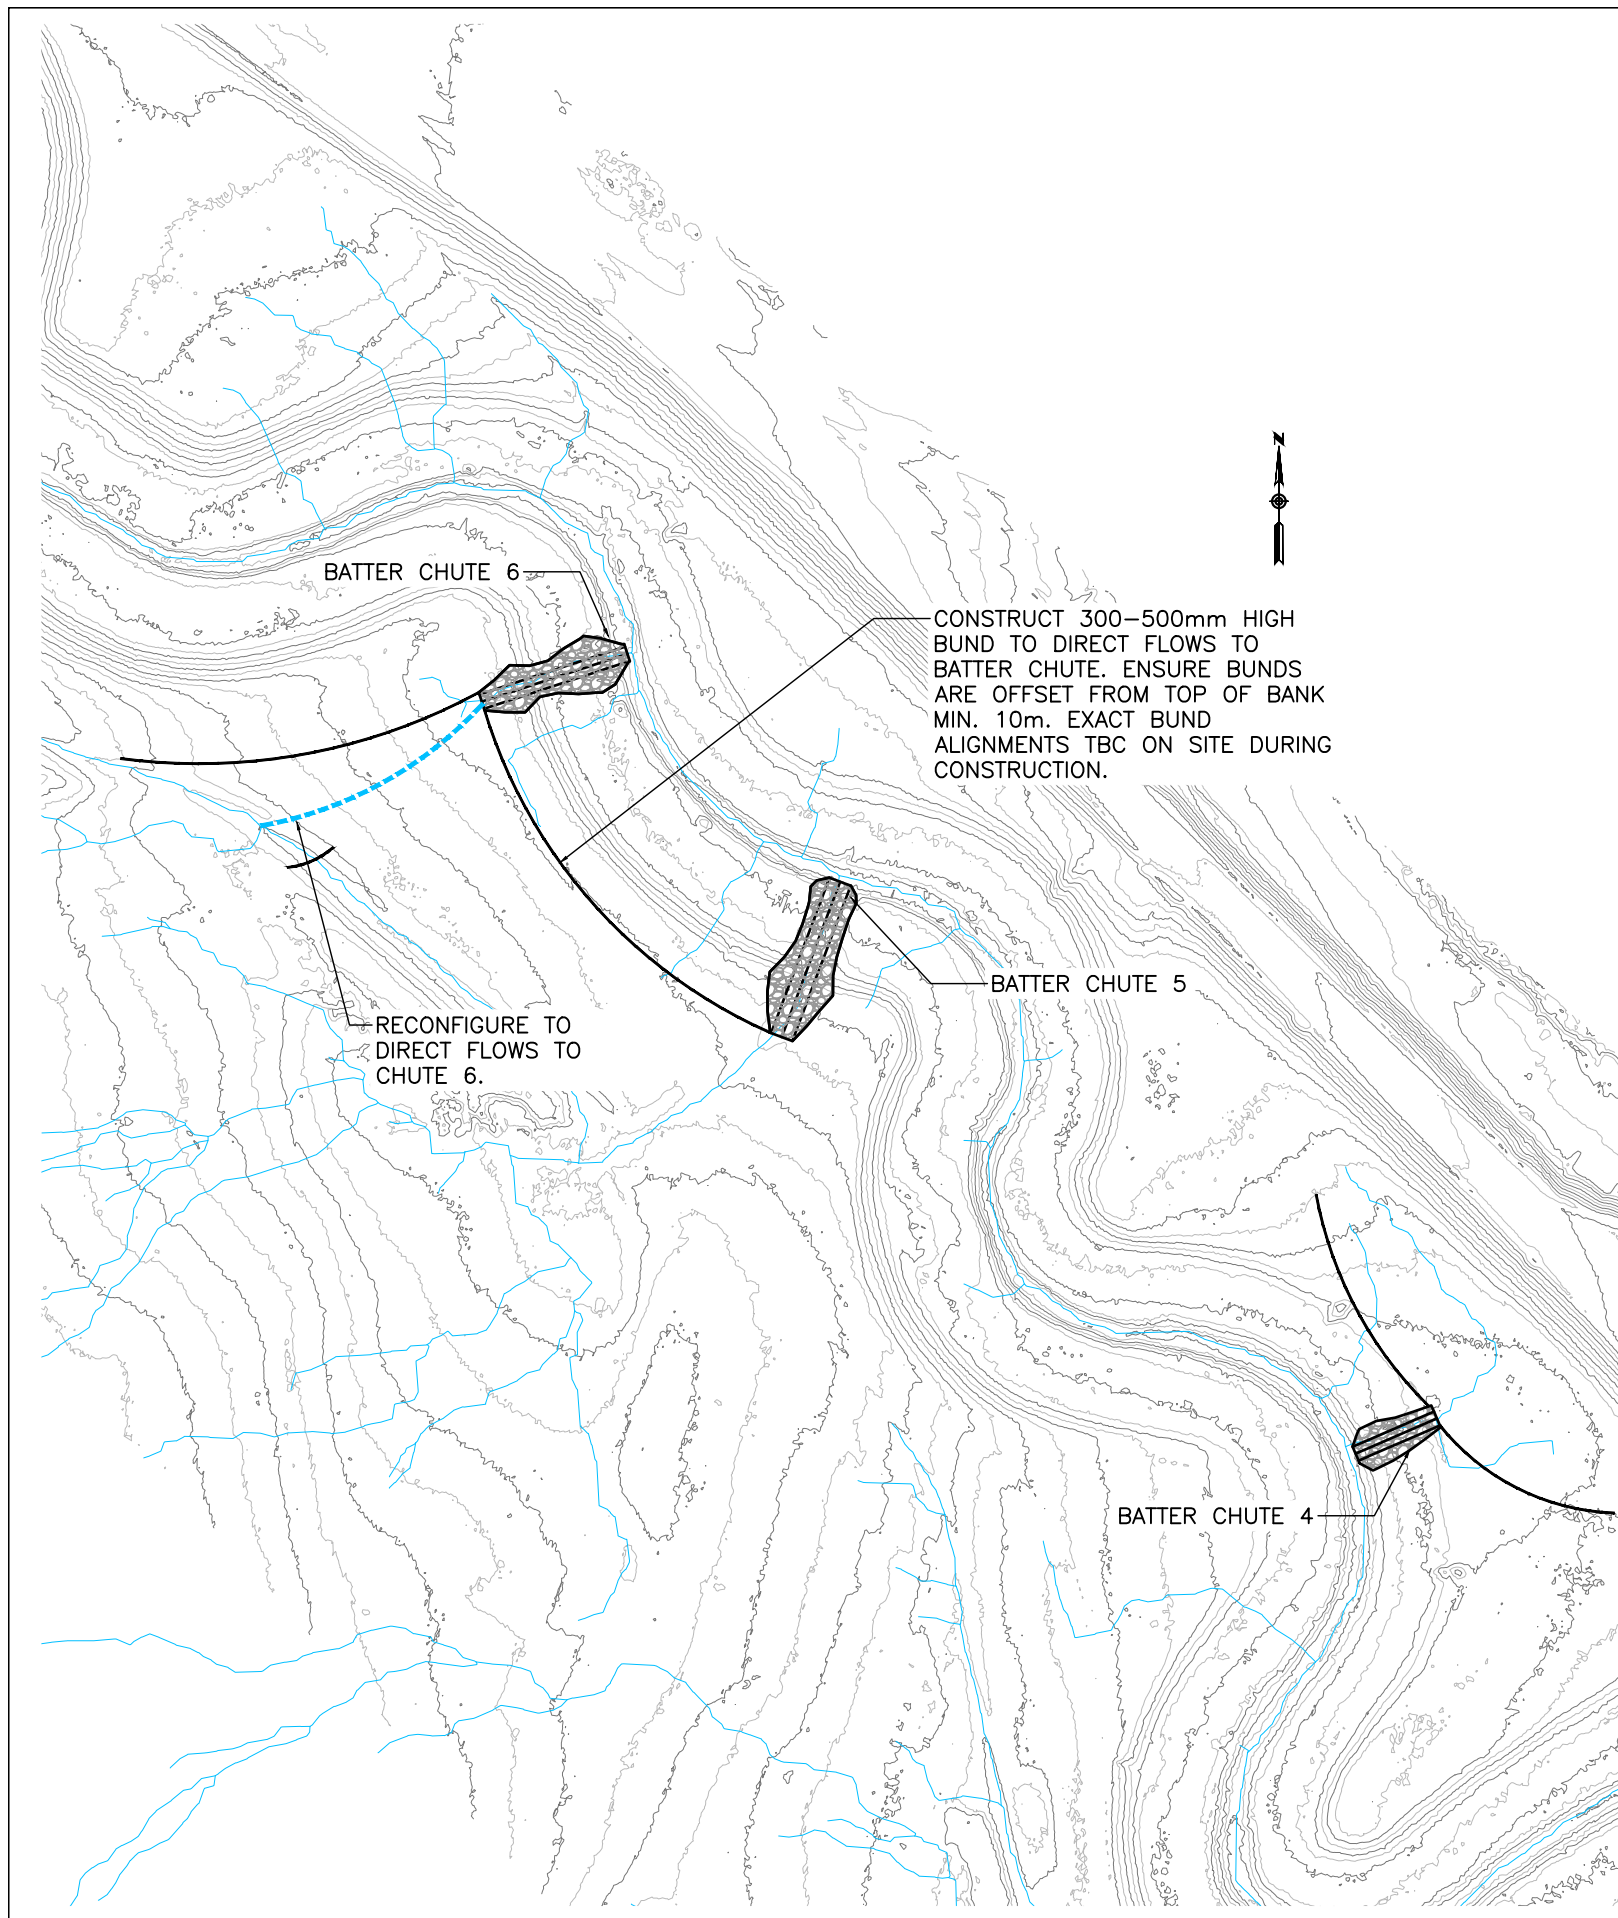 N
BATTER CHUTE 6
CONSTRUCT 300-500mm HIGH
BUND TO DIRECT FLOWS TO
BATTER CHUTE. ENSURE BUNDS
ARE OFFSET FROM TOP OF BANK
MIN. 10m. EXACT BUND
ALIGNMENTS TBC ON SITE DURING
CONSTRUCTION.
BATTER CHUTE 5
RECONFIGURE TO
DIRECT FLOWS TO
CHUTE 6.
BATTER CHUTE 4